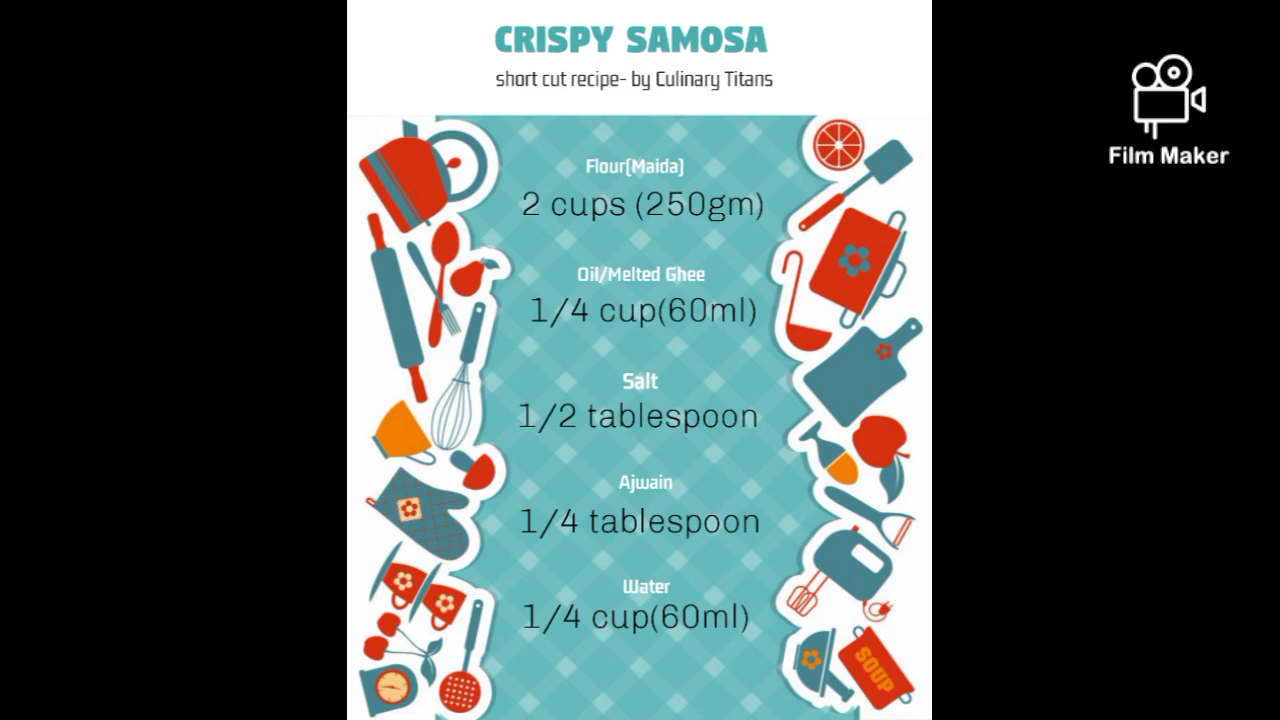 CRISPY SAMOSA
short cut recipe- by Culinary Titans
Film Maker
Flour(Maida)
2 cups (250gm)
Oil/Melted Ghee
1/4 cup(60ml)
Salt
1/2 tablespoon
Ajwain
1/4 tablespoon
Water
1/4 cup(60ml)
SOUP